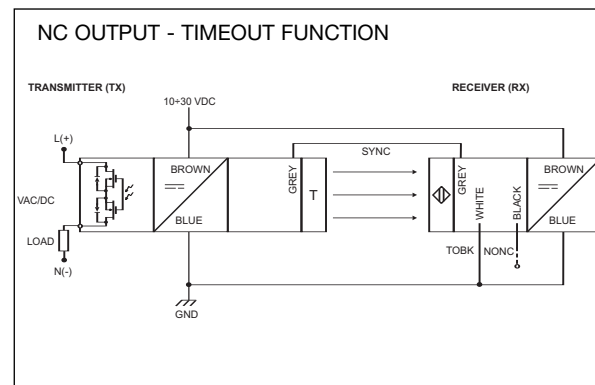 NC OUTPUT - TIMEOUT FUNCTION
TRANSMITTER (TX)
RECEIVER (RX)
10÷30 VDC
L(+)
SYNC
BROWN
GREY
T
GREY
WHITE
BLACK
BROWN
VAC/DC
BLUE
BLUE
LOAD
TOBK
NONC
N(-)
GND